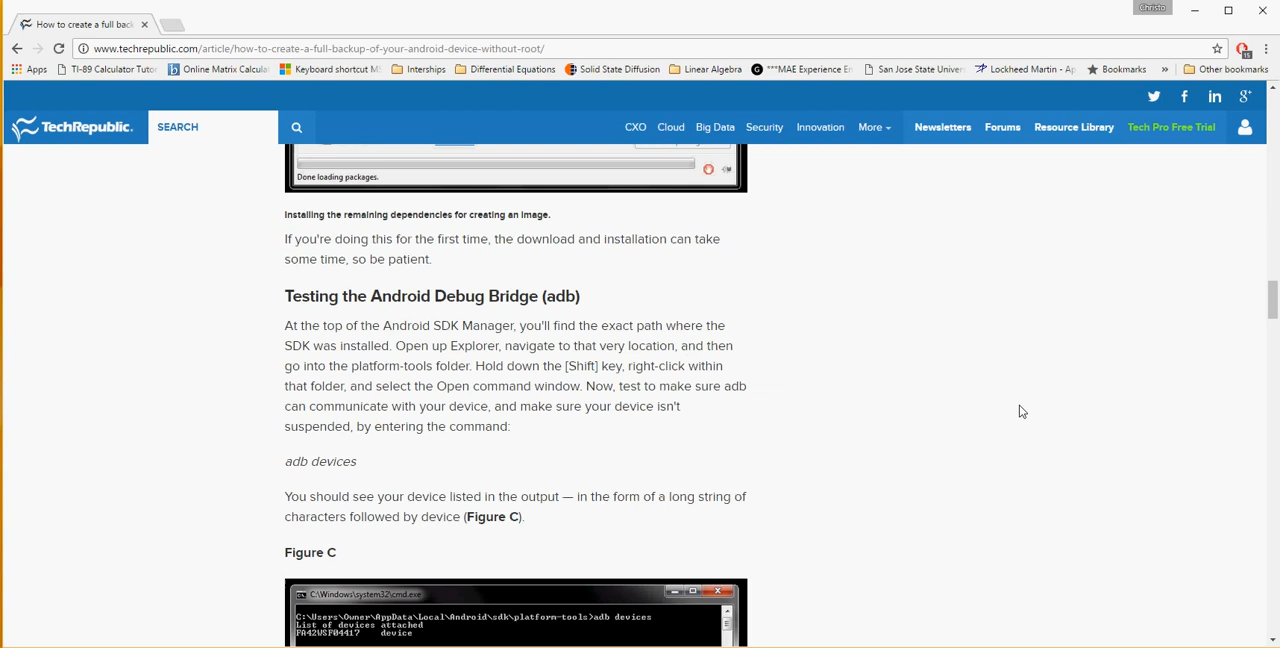 Christo
How to create a full back
www.techrepublic.com/article/how-to-create-a-full-backup-of-your-android-device-without-root/
15
Apps TI-89 Calculator Tutor Online Matrix Calcula Keyboard shortcut M Interships Differential Equations Solid State Diffusion Linear Algebra ***MAE Experience En San Jose State Univer Lockheed Martin - Ap Bookmarks » Other bookmarks
TechRepublic. SEARCH CXO Cloud Big Data Security Innovation More Newsletters Forums Resource Library Tech Pro Free Trial
Done loading packages.
Installing the remaining dependencies for creating an image.
If you're doing this for the first time, the download and installation can take
some time, so be patient.
Testing the Android Debug Bridge (adb)
At the top of the Android SDK Manager, you'll find the exact path where the
SDK was installed. Open up Explorer, navigate to that very location, and then
go into the platform-tools folder. Hold down the [Shift] key, right-click within
that folder, and select the Open command window. Now, test to make sure adb
can communicate with your device, and make sure your device isn't
suspended, by entering the command:
adb devices
You should see your device listed in the output — in the form of a long string of
characters followed by device (Figure C).
Figure C
C:\Windows\system32\cmd.exe
C:\Users\Owner\AppData\Local\Android\sdk\platform-tools>adb devices
List of devices attached
FA42WSF04417 device